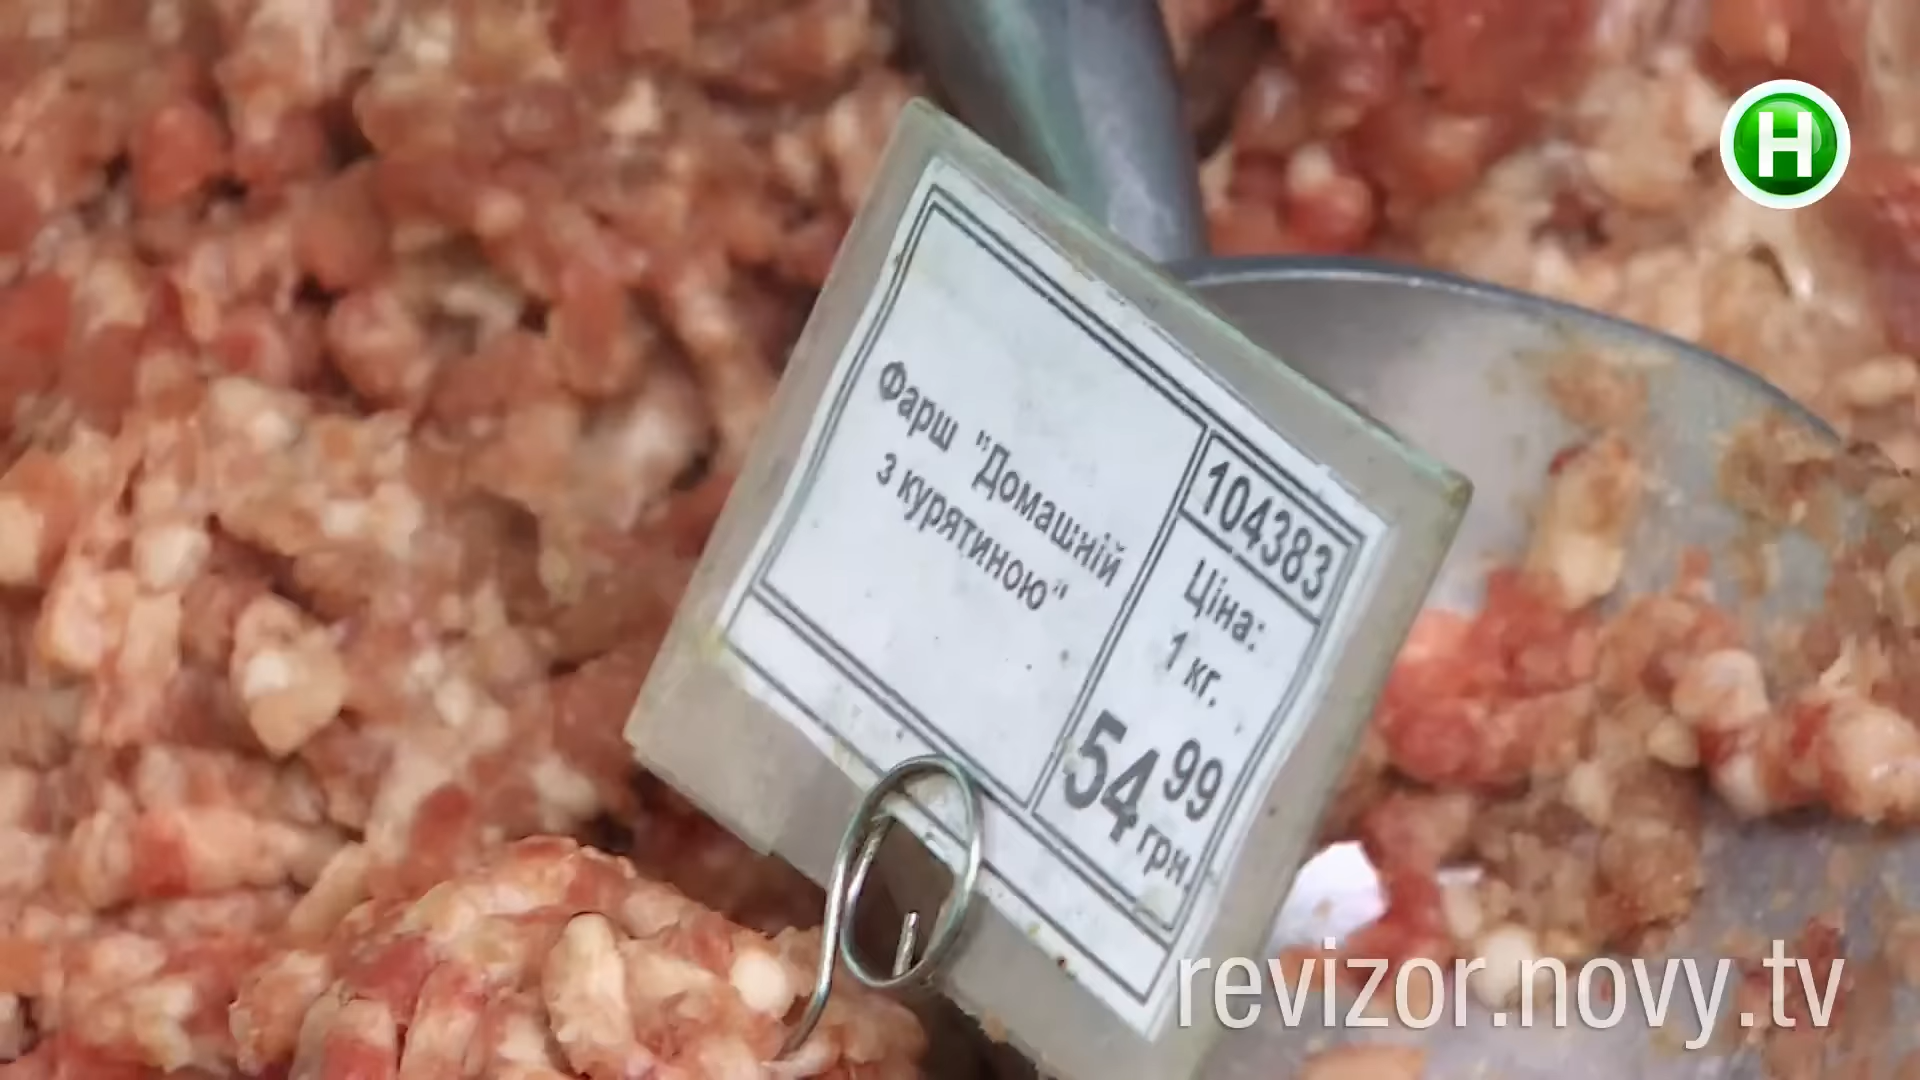 H
Фарш "Домашній
з курятиною"
104383
Ціна:
1 кг.
54 99
грн.
revizor.novy.tv